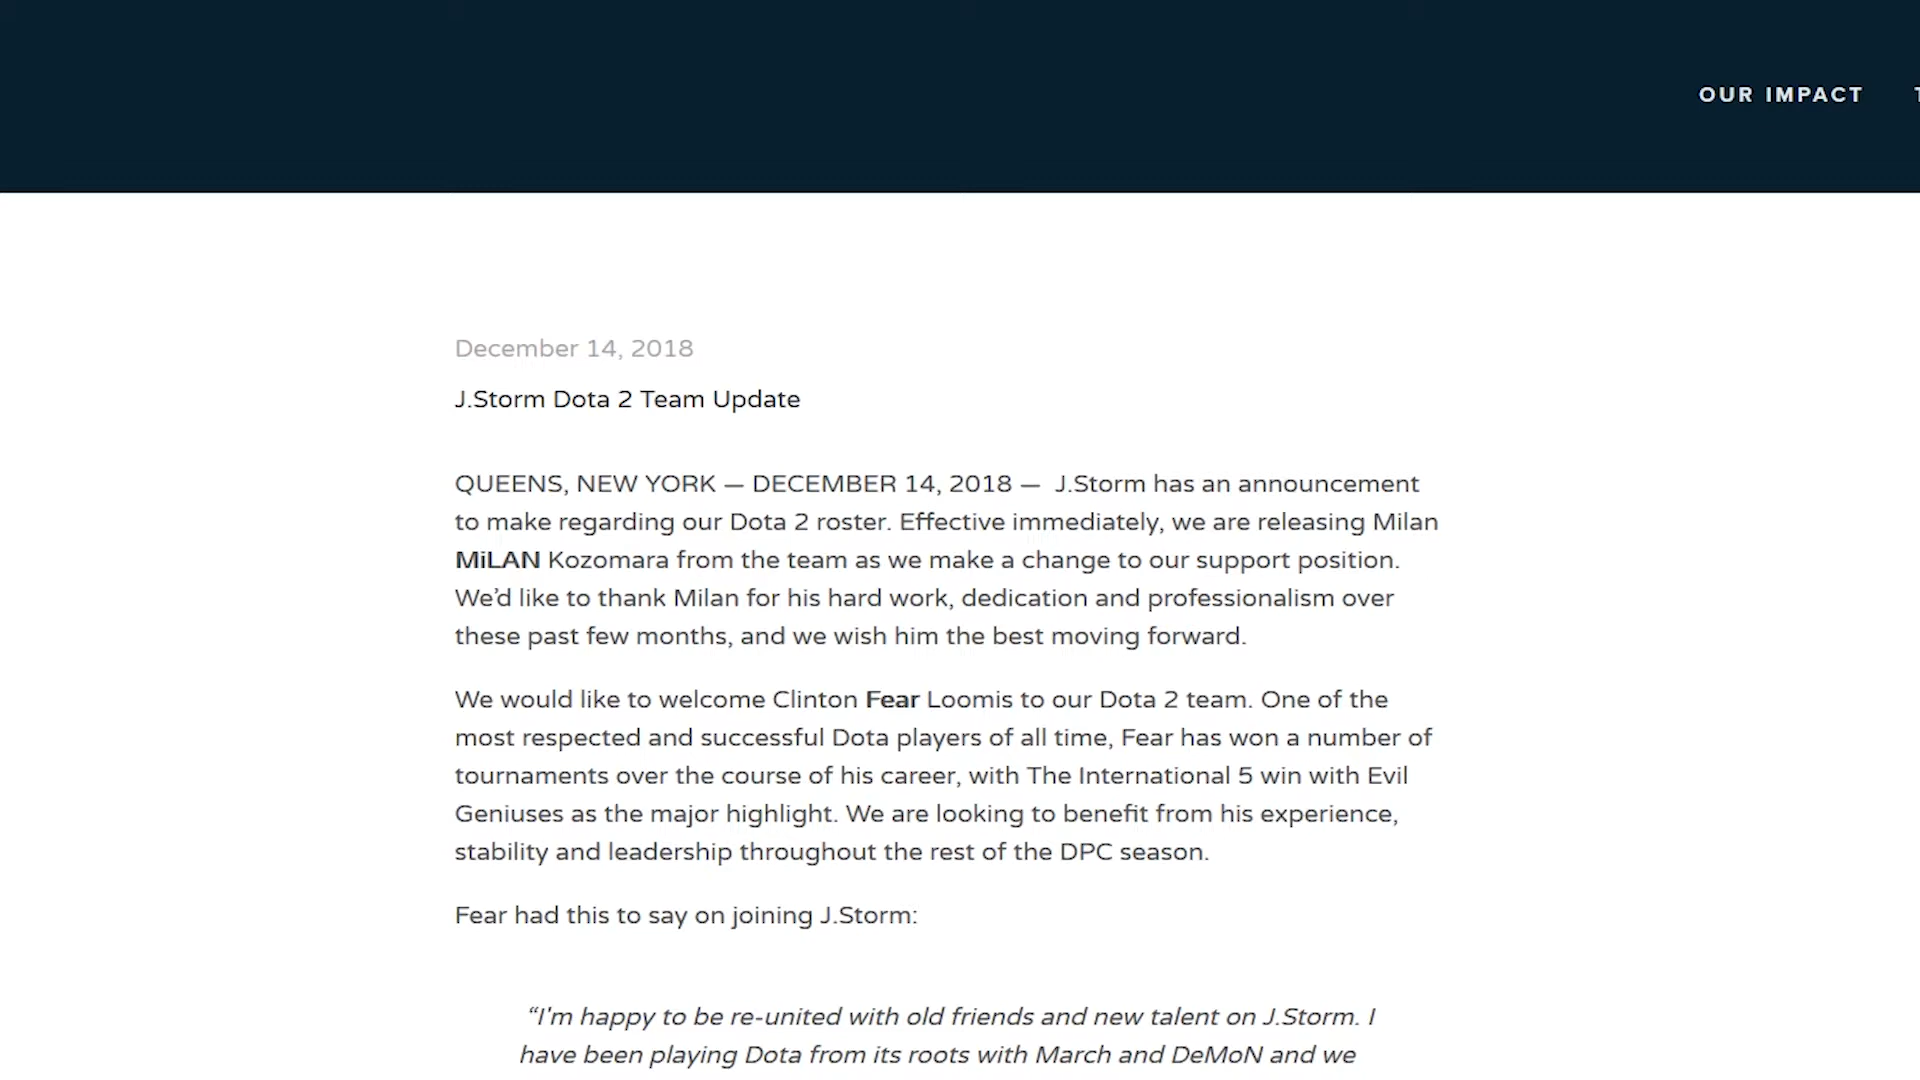 OUR IMPACT
December 14, 2018
J.Storm Dota 2 Team Update
QUEENS, NEW YORK — DECEMBER 14, 2018 —  J.Storm has an announcement
to make regarding our Dota 2 roster. Effective immediately, we are releasing Milan
MiLAN Kozomara from the team as we make a change to our support position.
We’d like to thank Milan for his hard work, dedication and professionalism over
these past few months, and we wish him the best moving forward.
We would like to welcome Clinton Fear Loomis to our Dota 2 team. One of the
most respected and successful Dota players of all time, Fear has won a number of
tournaments over the course of his career, with The International 5 win with Evil
Geniuses as the major highlight. We are looking to benefit from his experience,
stability and leadership throughout the rest of the DPC season.
Fear had this to say on joining J.Storm:
“I'm happy to be re-united with old friends and new talent on J.Storm. I
have been playing Dota from its roots with March and DeMoN and we